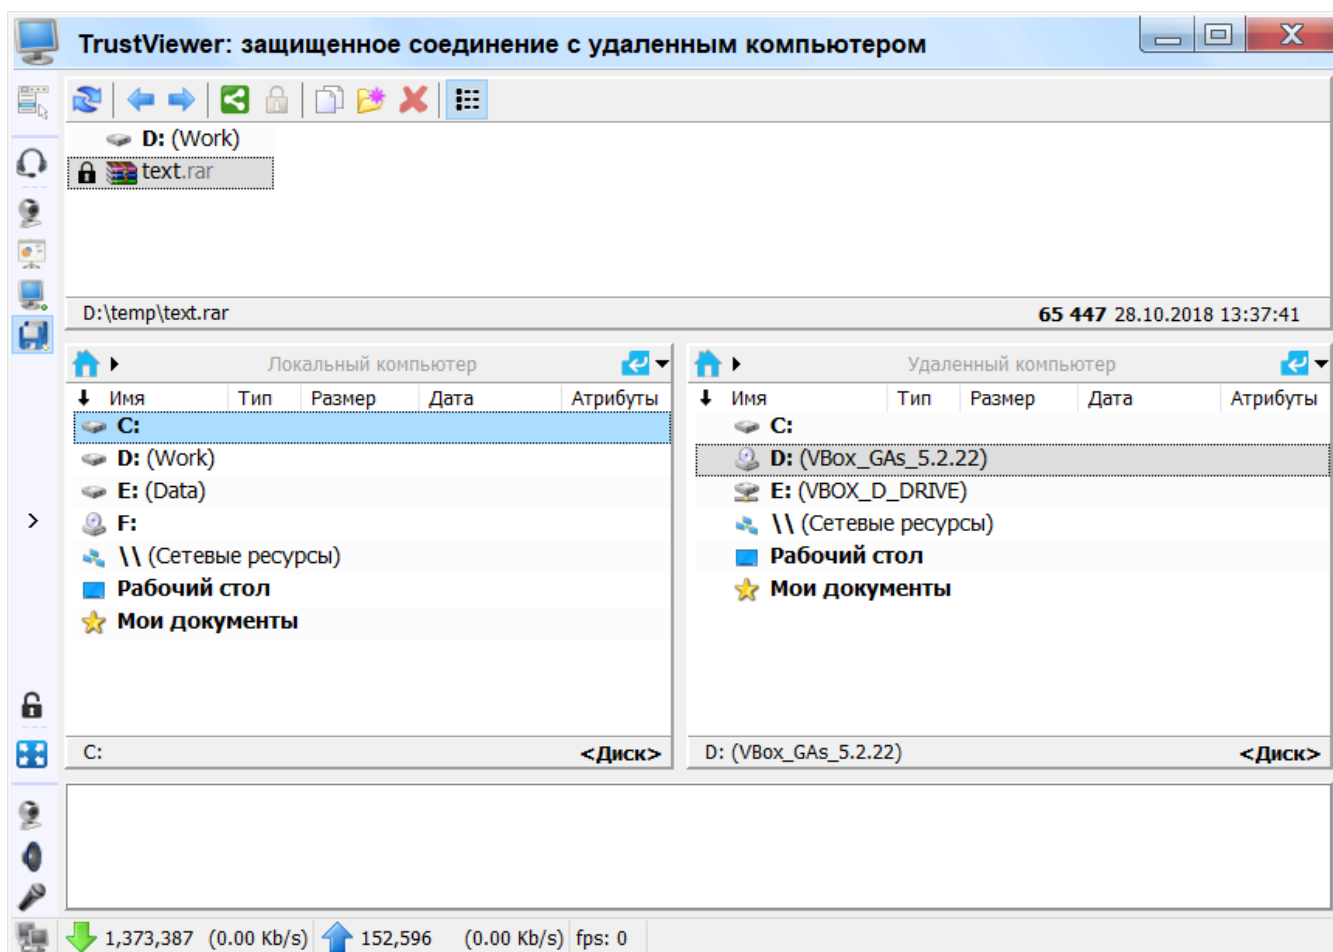 TrustViewer: защищенное соединение с удаленным компьютером
D: (Work)
text.rar
D:\temp\text.rar 65 447 28.10.2018 13:37:41
Локальный компьютер
Имя Тип Размер Дата Атрибуты
C:
D: (Work)
E: (Data)
F:
\\ (Сетевые ресурсы)
Рабочий стол
Мои документы
C: <Диск>
Удаленный компьютер
Имя Тип Размер Дата Атрибуты
C:
D: (VBox_GAs_5.2.22)
E: (VBOX_D_DRIVE)
\\ (Сетевые ресурсы)
Рабочий стол
Мои документы
D: (VBox_GAs_5.2.22) <Диск>
1,373,387 (0.00 Kb/s) 152,596 (0.00 Kb/s) fps: 0